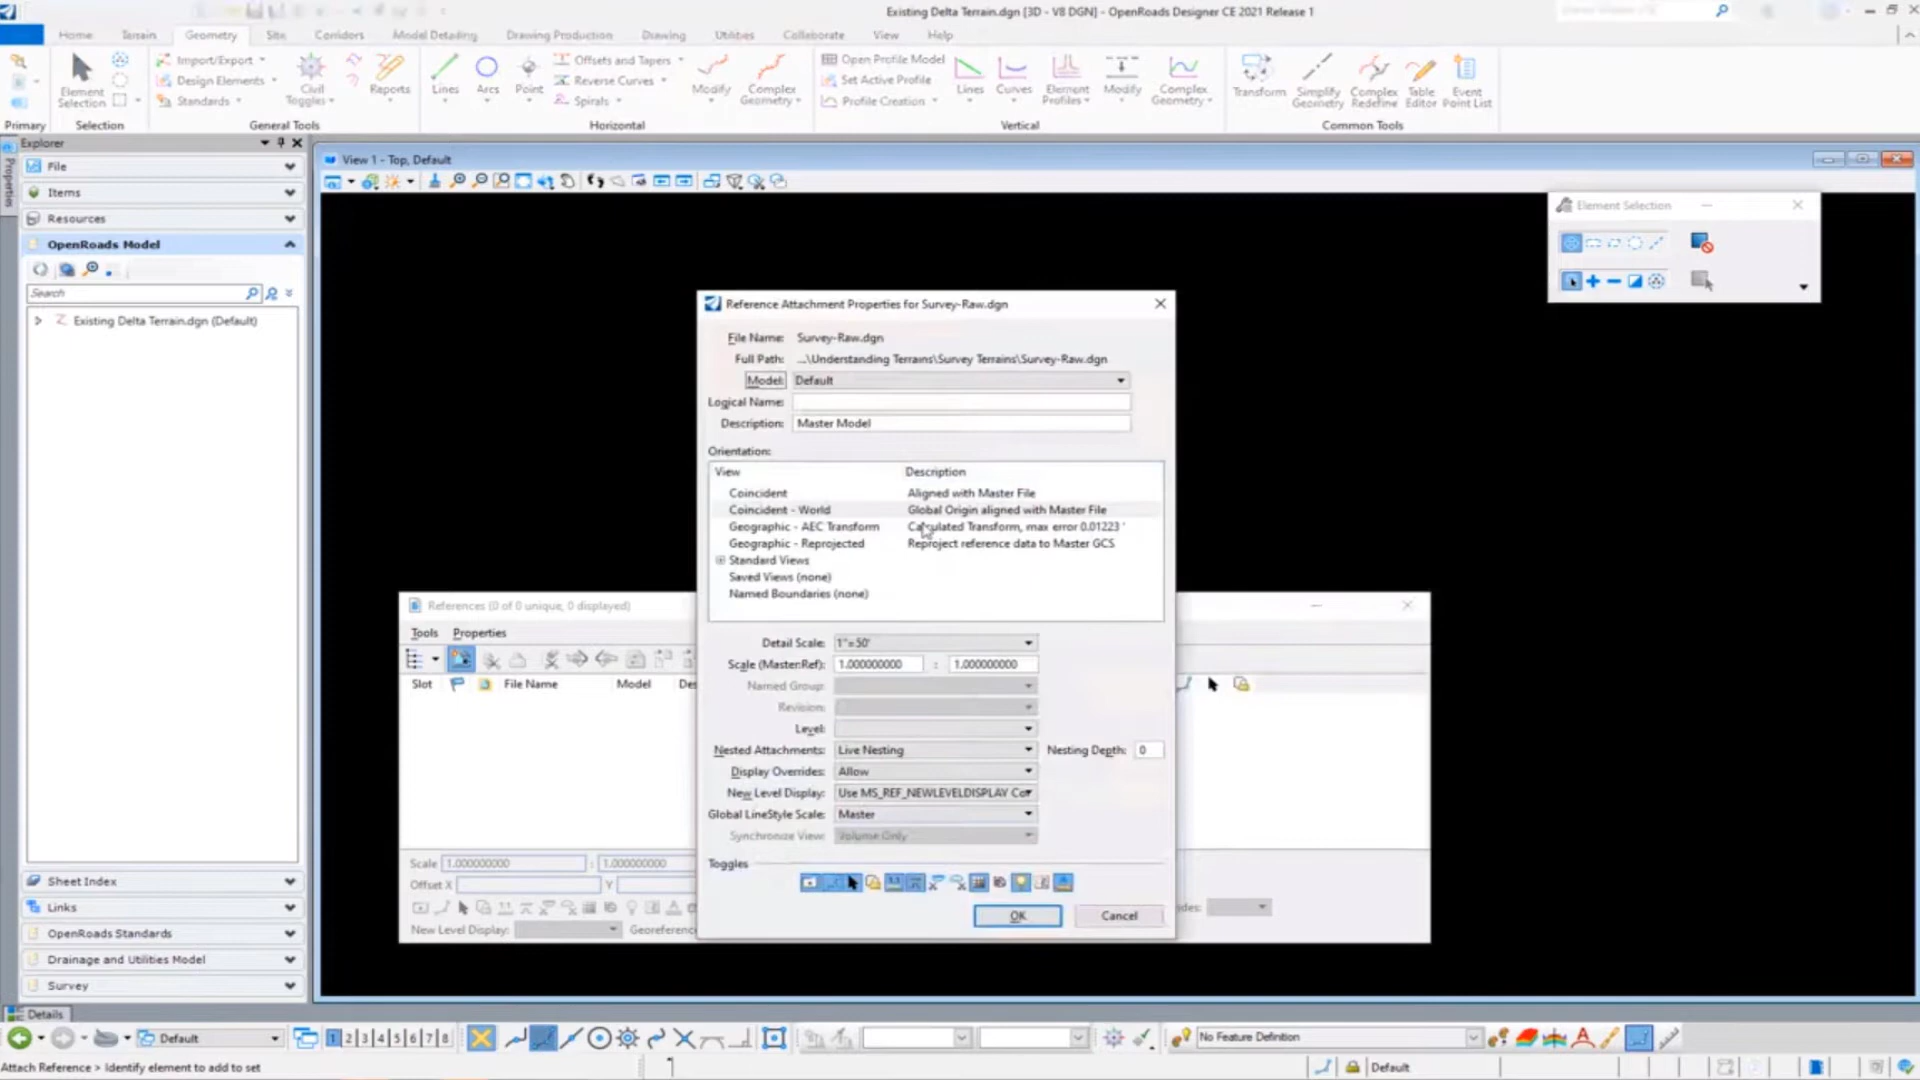 Existing Delta Terrain.dgn [3D - V8 DGN] - OpenRoads Designer CE 2021 Release 1
Home Terrain Geometry Site Corridors Model Detailing Drawing Production Drawing Utilities Collaborate View Help
Element Selection
Import/Export
Design Elements
Standards
Civil Toggles
Reports
Lines
Arcs
Point
Offsets and Tapers
Reverse Curves
Spirals
Modify
Complex Geometry
Open Profile Model
Set Active Profile
Profile Creation
Lines
Curves
Element Profiles
Modify
Complex Geometry
Transform
Simplify Geometry
Complex Redefine
Table Editor
Event Point List
Primary Selection General Tools Horizontal Vertical Common Tools
Explorer
Properties
File
Items
Resources
OpenRoads Model
Search
Existing Delta Terrain.dgn (Default)
Sheet Index
Links
OpenRoads Standards
Drainage and Utilities Model
Survey
Details
View 1 - Top, Default
Element Selection
Reference Attachment Properties for Survey-Raw.dgn
File Name: Survey-Raw.dgn
Full Path: ...\Understanding Terrains\Survey Terrains\Survey-Raw.dgn
Model: Default
Logical Name:
Description: Master Model
Orientation:
View Description
Coincident Aligned with Master File
Coincident - World Global Origin aligned with Master File
Geographic - AEC Transform Calculated Transform, max error 0.01223 '
Geographic - Reprojected Reproject reference data to Master GCS
Standard Views
Saved Views (none)
Named Boundaries (none)
Detail Scale: 1"=50'
Scale (Master:Ref): 1.000000000 : 1.000000000
Named Group:
Revision:
Level:
Nested Attachments: Live Nesting Nesting Depth: 0
Display Overrides: Allow
New Level Display: Use MS_REF_NEWLEVELDISPLAY Cor
Global LineStyle Scale: Master
Synchronize View: Volume Only
Toggles
OK Cancel
References (0 of 0 unique, 0 displayed)
Tools Properties
Slot File Name Model Des
Scale 1.000000000 : 1.000000000
Offset X Y
New Level Display: Georeference
ides:
Default
1 2 3 4 5 6 7 8
No Feature Definition
Attach Reference > Identify element to add to set
Default